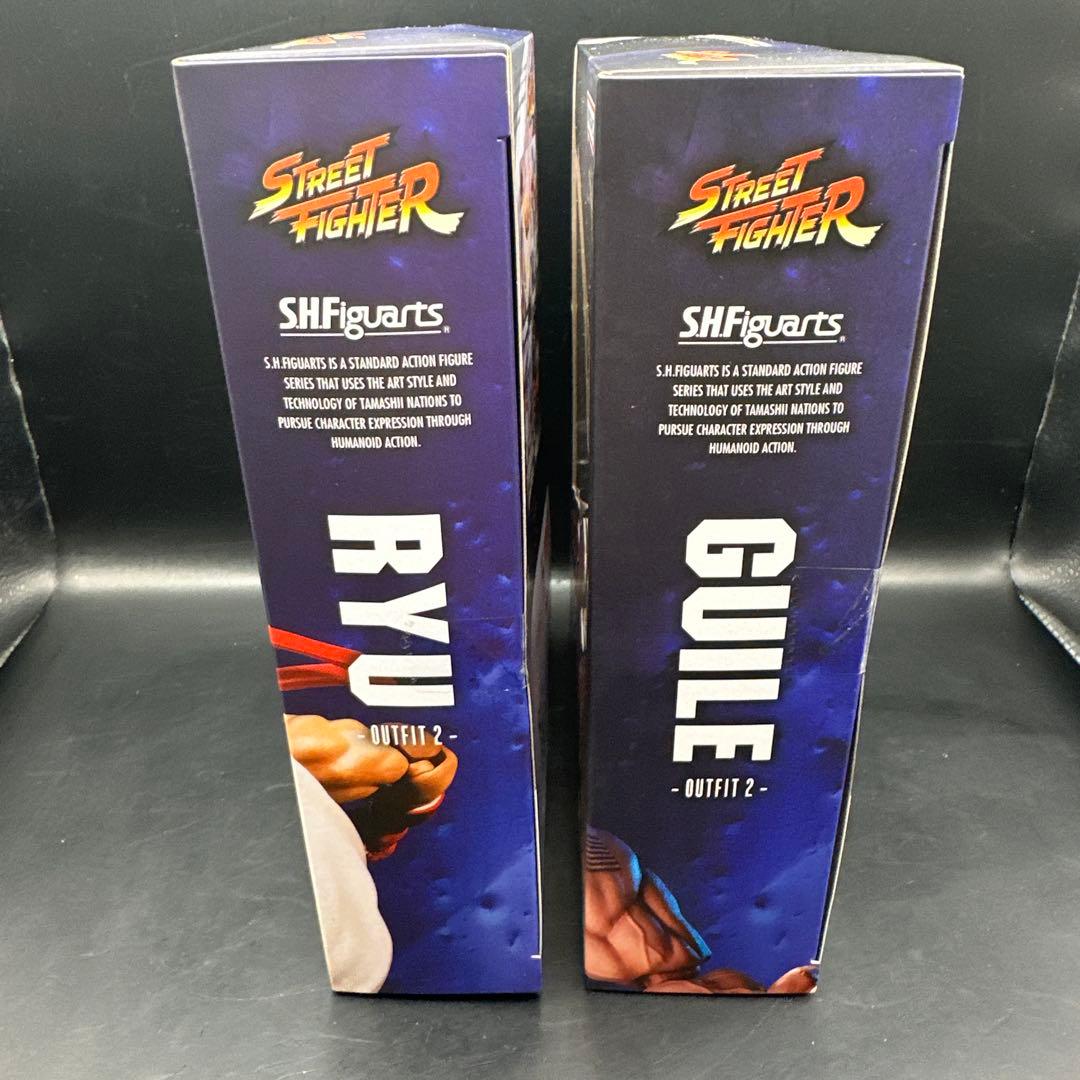 STREET
FIGHTER
S.H.Figuarts
S.H.FIGUARTS IS A STANDARD ACTION FIGURE
SERIES THAT USES THE ART STYLE AND
TECHNOLOGY OF TAMASHII NATIONS TO
PURSUE CHARACTER EXPRESSION THROUGH
HUMANOID ACTION.
RYU
- OUTFIT 2 -
STREET
FIGHTER
S.H.Figuarts
S.H.FIGUARTS IS A STANDARD ACTION FIGURE
SERIES THAT USES THE ART STYLE AND
TECHNOLOGY OF TAMASHII NATIONS TO
PURSUE CHARACTER EXPRESSION THROUGH
HUMANOID ACTION.
GUILE
- OUTFIT 2 -